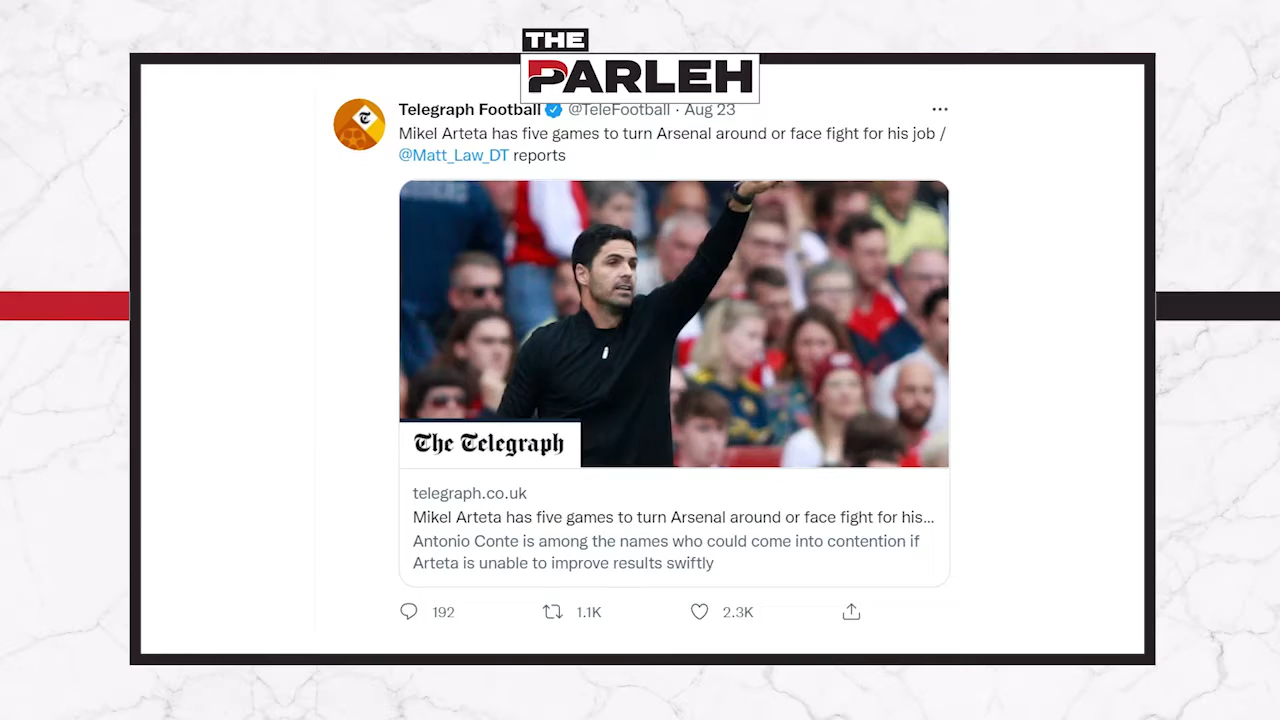 THE
PARLEH
Telegraph Football @TeleFootball · Aug 23
Mikel Arteta has five games to turn Arsenal around or face fight for his job /
@Matt_Law_DT reports
The Telegraph
telegraph.co.uk
Mikel Arteta has five games to turn Arsenal around or face fight for his...
Antonio Conte is among the names who could come into contention if
Arteta is unable to improve results swiftly
192 1.1K 2.3K